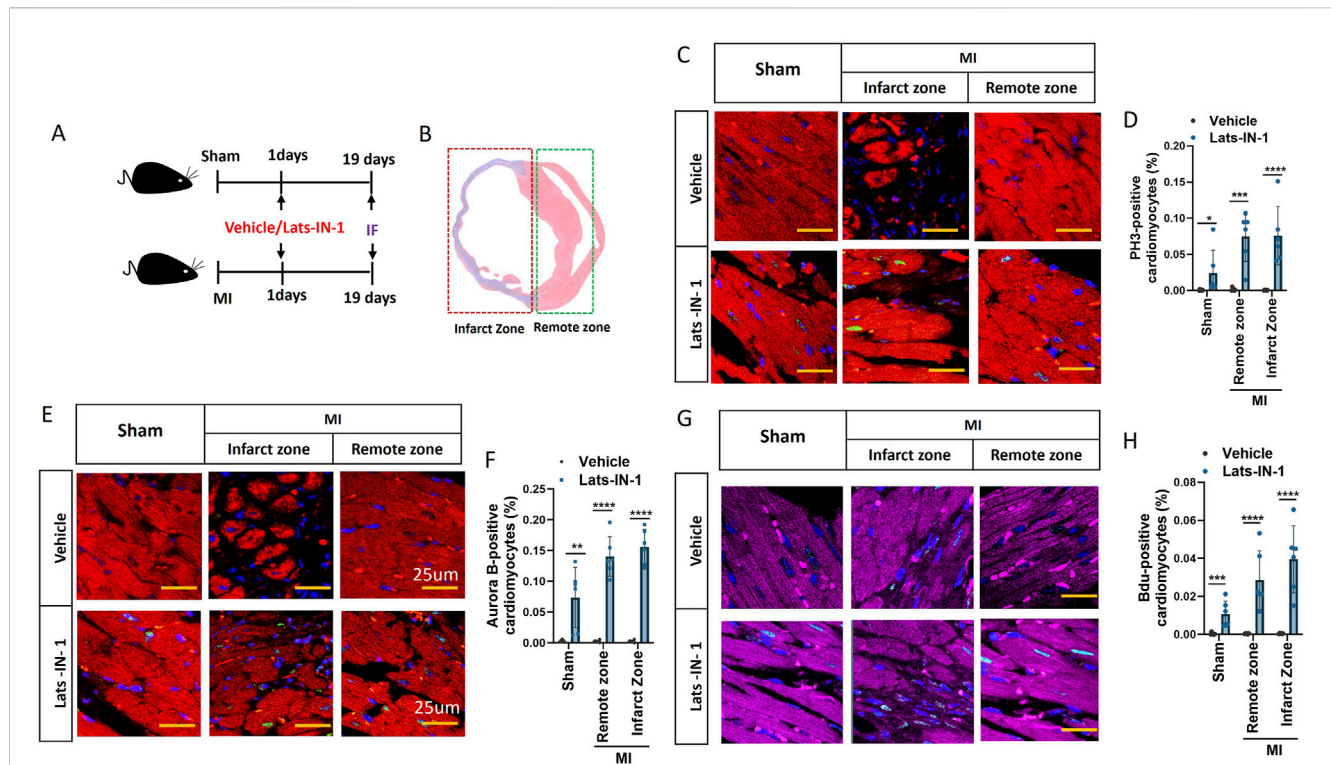 A
Sham
1days
19 days
Vehicle/Lats-IN-1
IF
MI
1days
19 days
B
Infarct Zone
Remote zone
C
Sham
MI
Infarct zone
Remote zone
Vehicle
Lats -IN- 1
D
Vehicle
Lats-IN-1
PH3-positive
cardiomyocytes (%)
0.20
0.15
0.10
0.05
0.00
*
***
****
Sham
Remote zone
Infarct Zone
MI
E
Sham
MI
Infarct zone
Remote zone
Vehicle
25um
Lats -IN- 1
25um
F
Vehicle
Lats-IN-1
Aurora B-positive
cardiomyocytes (%)
0.25
0.20
0.15
0.10
0.05
0.00
**
****
****
Sham
Remote zone
Infarct Zone
MI
G
Sham
MI
Infarct zone
Remote zone
Vehicle
Lats -IN- 1
H
Vehicle
Lats-IN-1
Bdu-positive
cardiomyocytes (%)
0.08
0.06
0.04
0.02
0.00
***
****
****
Sham
Remote zone
Infarct Zone
MI